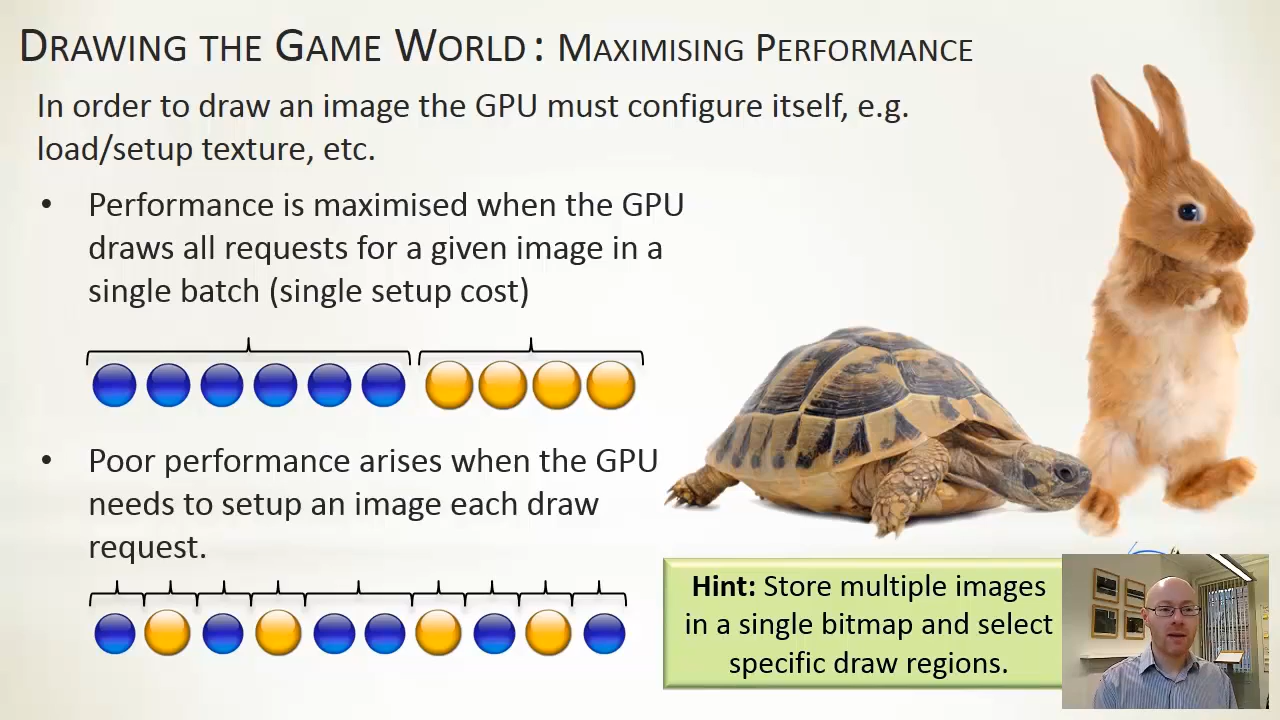 DRAWING THE GAME WORLD : MAXIMISING PERFORMANCE
In order to draw an image the GPU must configure itself, e.g.
load/setup texture, etc.
• Performance is maximised when the GPU
draws all requests for a given image in a
single batch (single setup cost)
• Poor performance arises when the GPU
needs to setup an image each draw
request.
Hint: Store multiple images
in a single bitmap and select
specific draw regions.